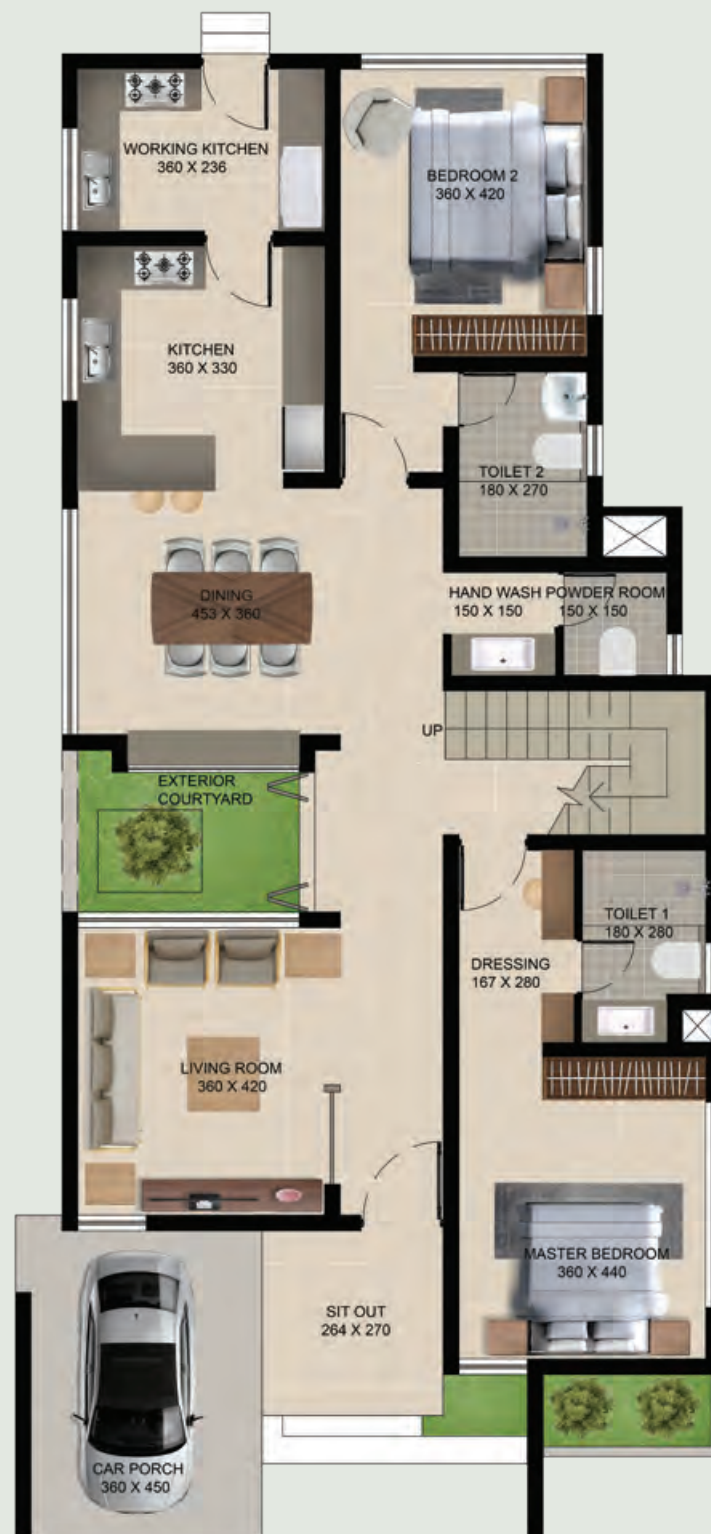 WORKING KITCHEN
360 X 236
BEDROOM 2
360 X 420
KITCHEN
360 X 330
TOILET 2
180 X 270
DINING
453 X 360
HAND WASH
150 X 150
POWDER ROOM
150 X 150
UP
EXTERIOR
COURTYARD
TOILET 1
180 X 280
DRESSING
167 X 280
LIVING ROOM
360 X 420
MASTER BEDROOM
360 X 440
SIT OUT
264 X 270
CAR PORCH
360 X 450